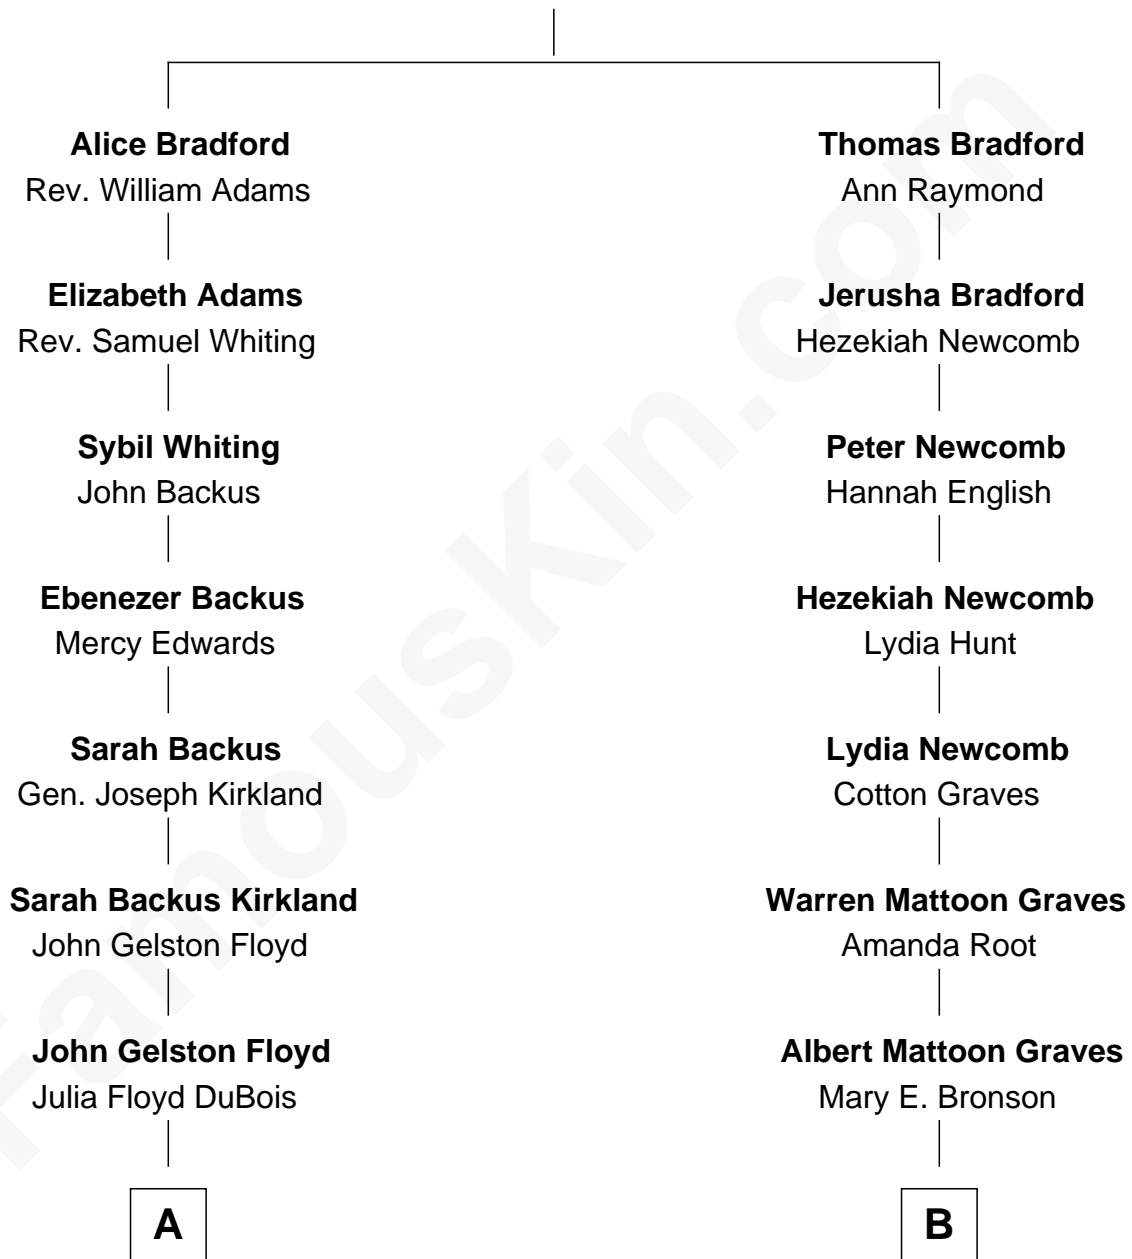 Alice Bradford
Rev. William Adams
Thomas Bradford
Ann Raymond
Elizabeth Adams
Rev. Samuel Whiting
Jerusha Bradford
Hezekiah Newcomb
Sybil Whiting
John Backus
Peter Newcomb
Hannah English
Ebenezer Backus
Mercy Edwards
Hezekiah Newcomb
Lydia Hunt
Sarah Backus
Gen. Joseph Kirkland
Lydia Newcomb
Cotton Graves
Sarah Backus Kirkland
John Gelston Floyd
Warren Mattoon Graves
Amanda Root
John Gelston Floyd
Julia Floyd DuBois
Albert Mattoon Graves
Mary E. Bronson
A
B
FamousKin.com